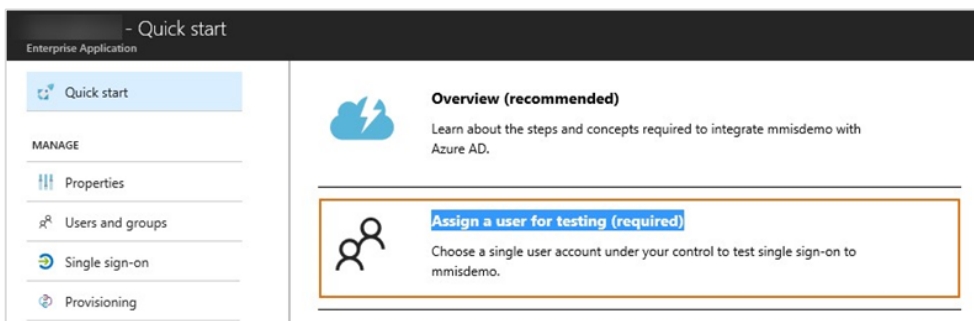 - Quick start
Enterprise Application
Quick start
MANAGE
Properties
Users and groups
Single sign-on
Provisioning
Overview (recommended)
Learn about the steps and concepts required to integrate mmisdemo with
Azure AD.
Assign a user for testing (required)
Choose a single user account under your control to test single sign-on to
mmisdemo.